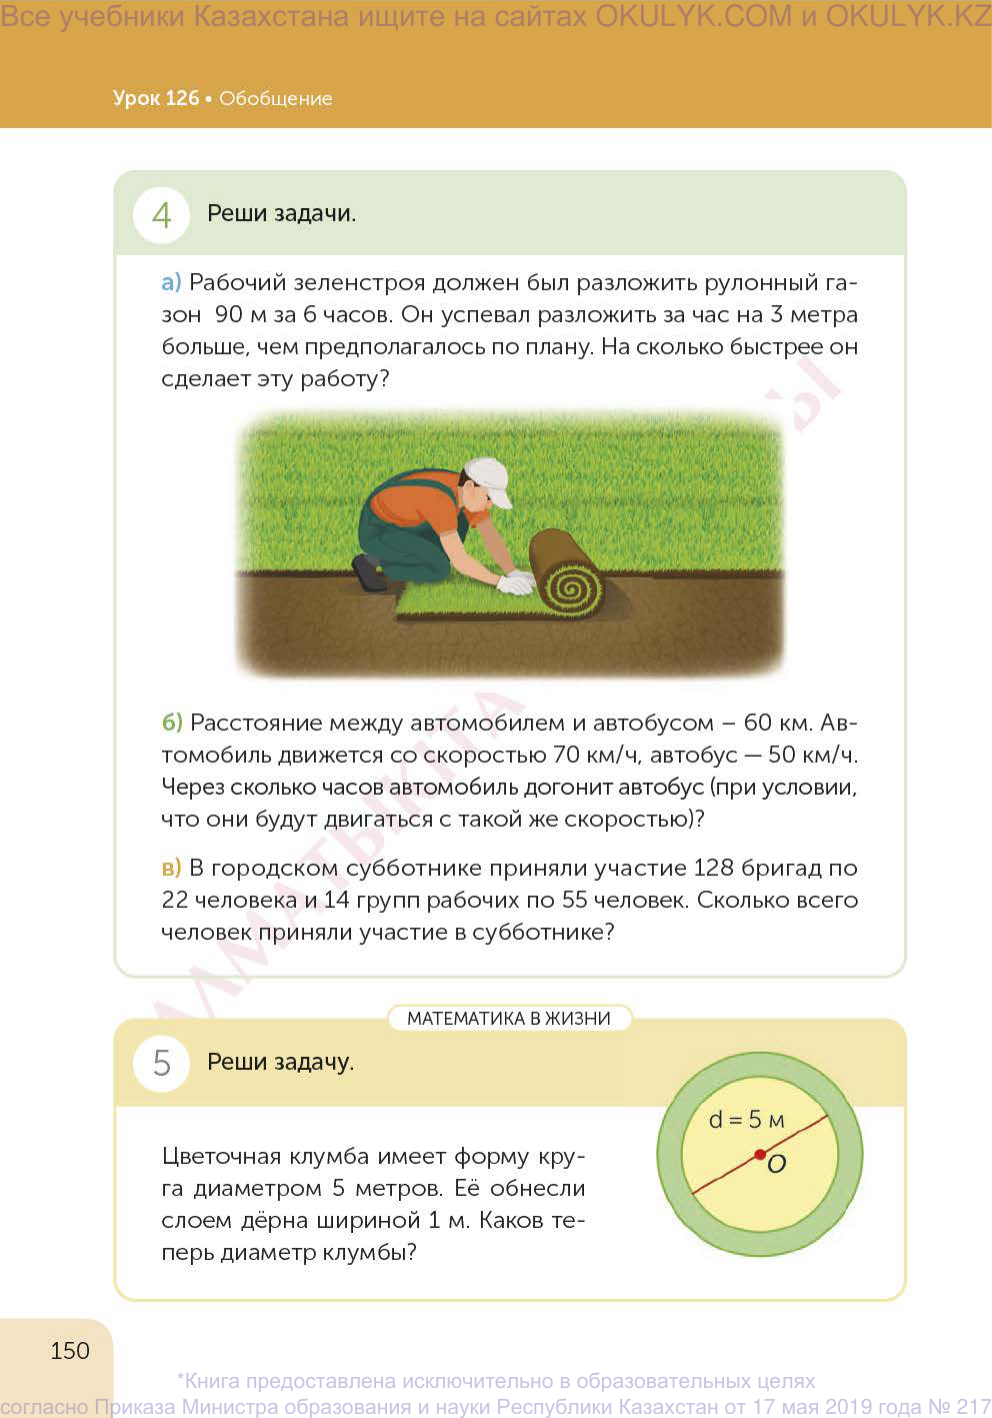 Все учебники Казахстана ищите на сайтах OKULYK.COM и OKULYK.KZ
Урок 126 • Обобщение
4 Реши задачи.
а) Рабочий зеленстроя должен был разложить рулонный га-
зон 90 м за 6 часов. Он успевал разложить за час на 3 метра
больше, чем предполагалось по плану. На сколько быстрее он
сделает эту работу?
б) Расстояние между автомобилем и автобусом – 60 км. Ав-
томобиль движется со скоростью 70 км/ч, автобус — 50 км/ч.
Через сколько часов автомобиль догонит автобус (при условии,
что они будут двигаться с такой же скоростью)?
в) В городском субботнике приняли участие 128 бригад по
22 человека и 14 групп рабочих по 55 человек. Сколько всего
человек приняли участие в субботнике?
МАТЕМАТИКА В ЖИЗНИ
5 Реши задачу.
d = 5 м
O
Цветочная клумба имеет форму кру-
га диаметром 5 метров. Её обнесли
слоем дёрна шириной 1 м. Каков те-
перь диаметр клумбы?
150
*Книга предоставлена исключительно в образовательных целях
согласно Приказа Министра образования и науки Республики Казахстан от 17 мая 2019 года № 217